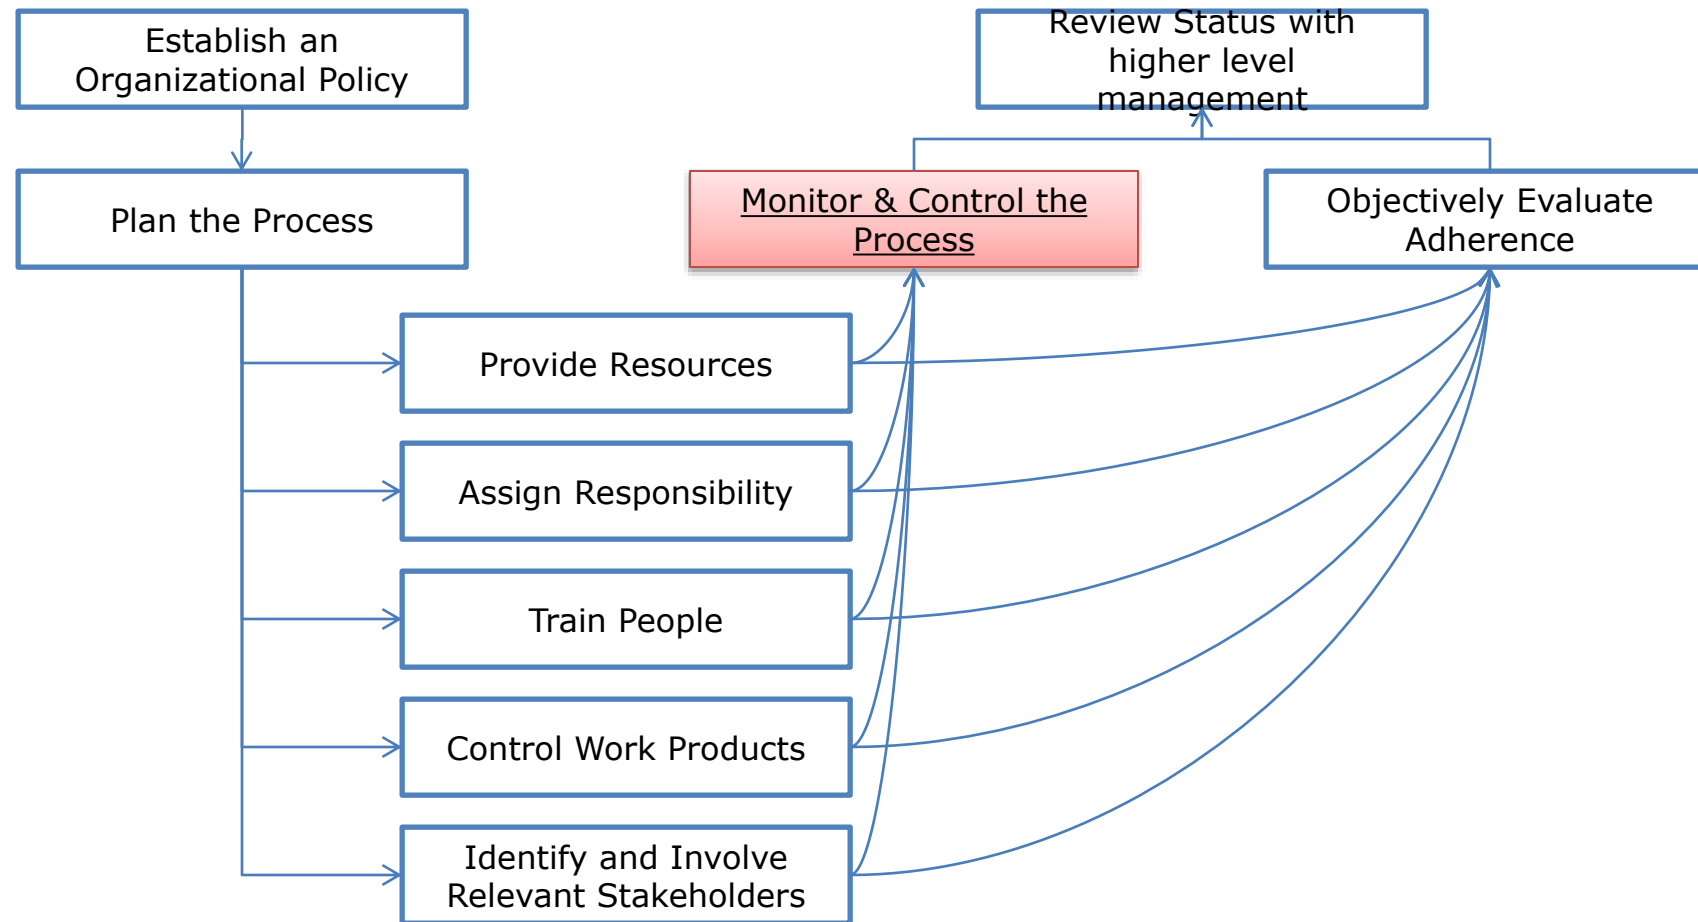 Establish an
Organizational Policy
Review Status with
higher level
management
Plan the Process
Monitor & Control the
Process
Objectively Evaluate
Adherence
Provide Resources
Assign Responsibility
Train People
Control Work Products
Identify and Involve
Relevant Stakeholders